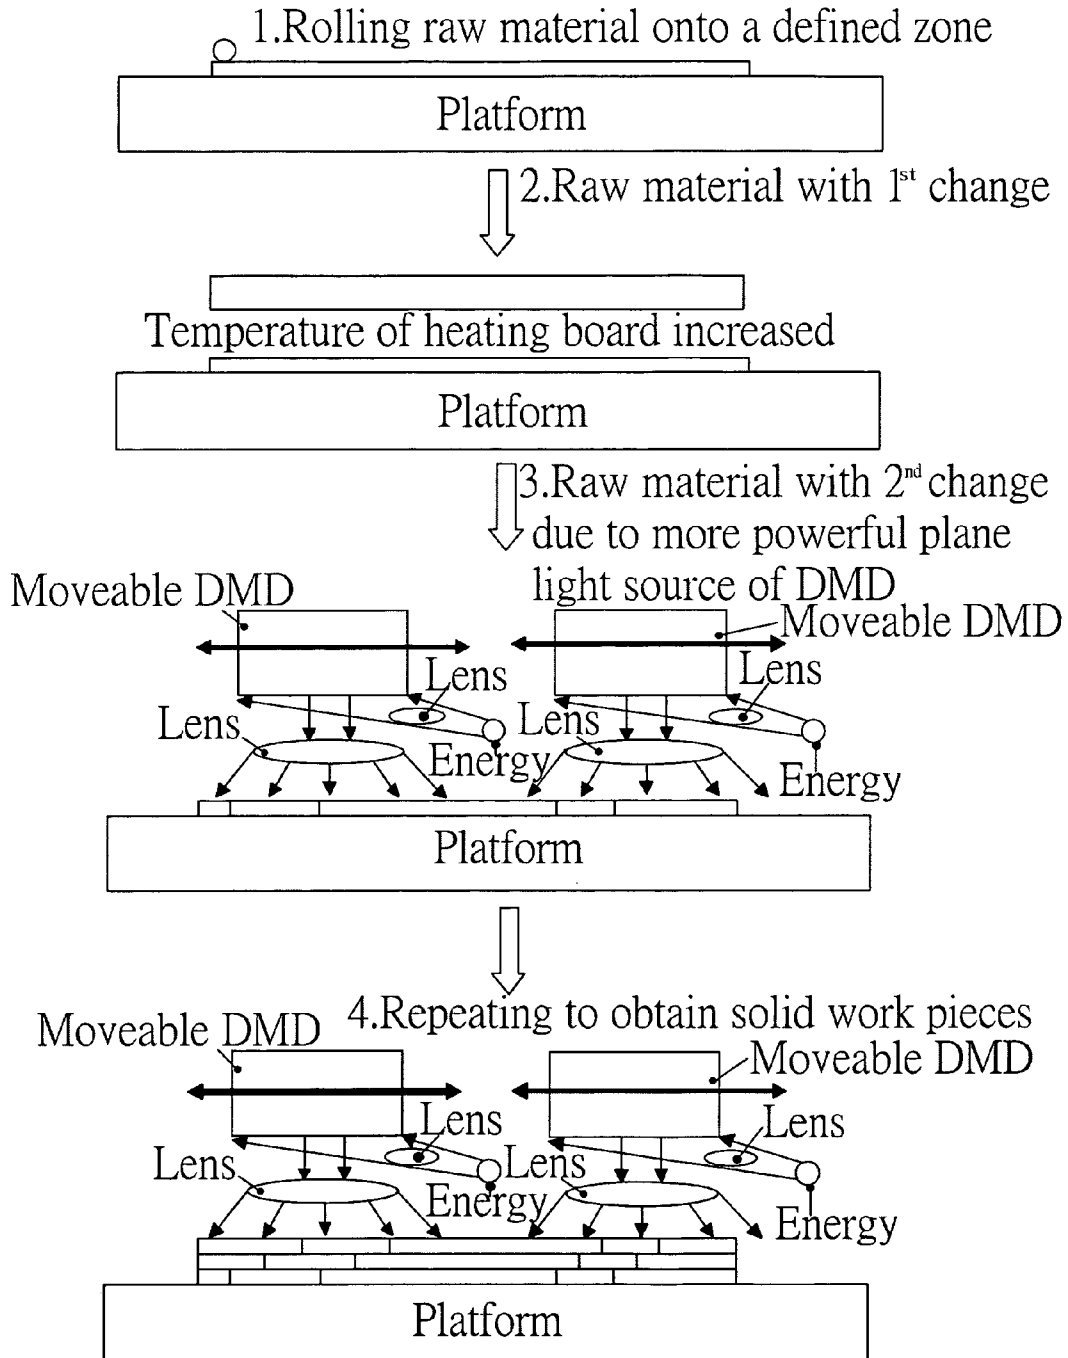 1.Rolling raw material onto a defined zone
Platform
2.Raw material with 1st change
Temperature of heating board increased
Platform
3.Raw material with 2nd change
due to more powerful plane
light source of DMD
Moveable DMD
Moveable DMD
Lens
Lens
Lens
Lens
Energy
Energy
Platform
4.Repeating to obtain solid work pieces
Moveable DMD
Moveable DMD
Lens
Lens
Lens
Lens
Energy
Energy
Platform